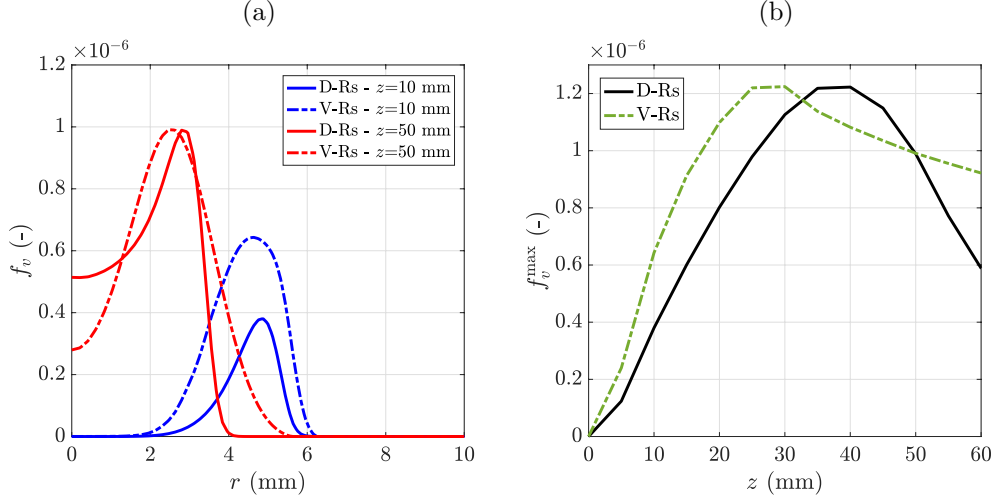 (a)
×10⁻⁶
1.2
1
0.8
0.6
0.4
0.2
0
f_v (-)
D-Rs - z=10 mm
V-Rs - z=10 mm
D-Rs - z=50 mm
V-Rs - z=50 mm
0 2 4 6 8 10
r (mm)
(b)
×10⁻⁶
1.2
1
0.8
0.6
0.4
0.2
0
f_v^max (-)
D-Rs
V-Rs
0 10 20 30 40 50 60
z (mm)